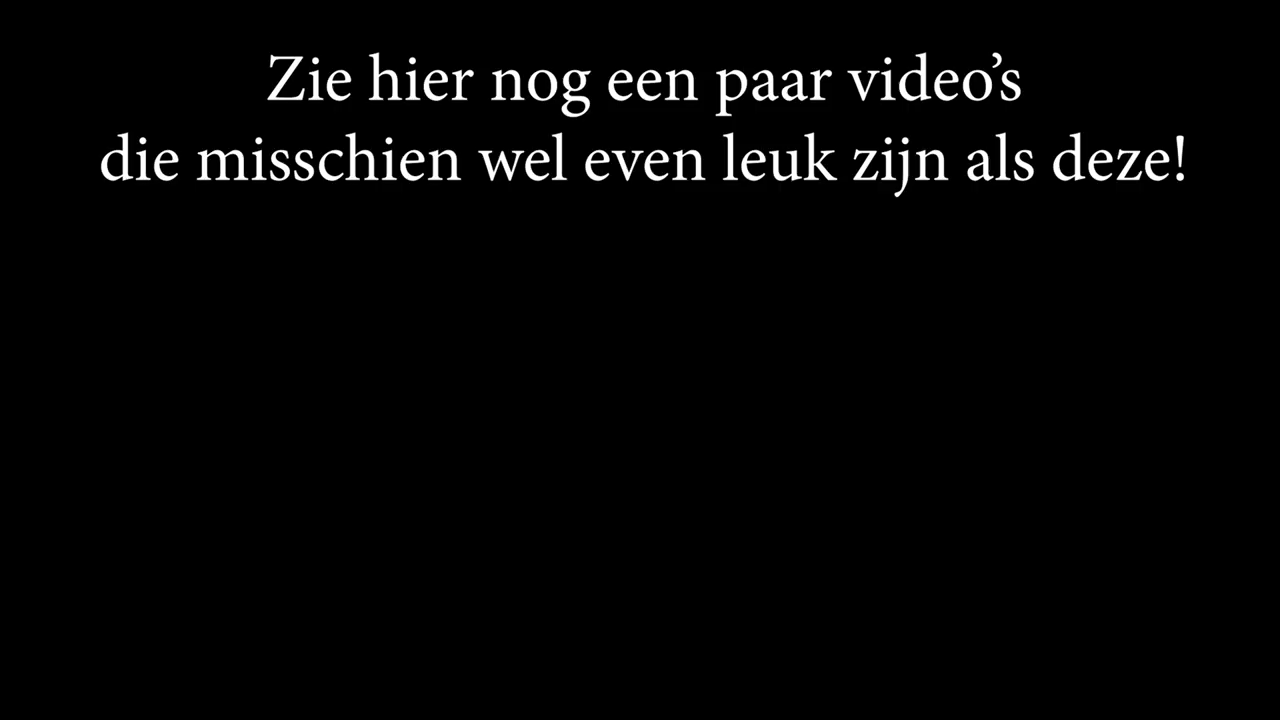 Zie hier nog een paar video’s
die misschien wel even leuk zijn als deze!